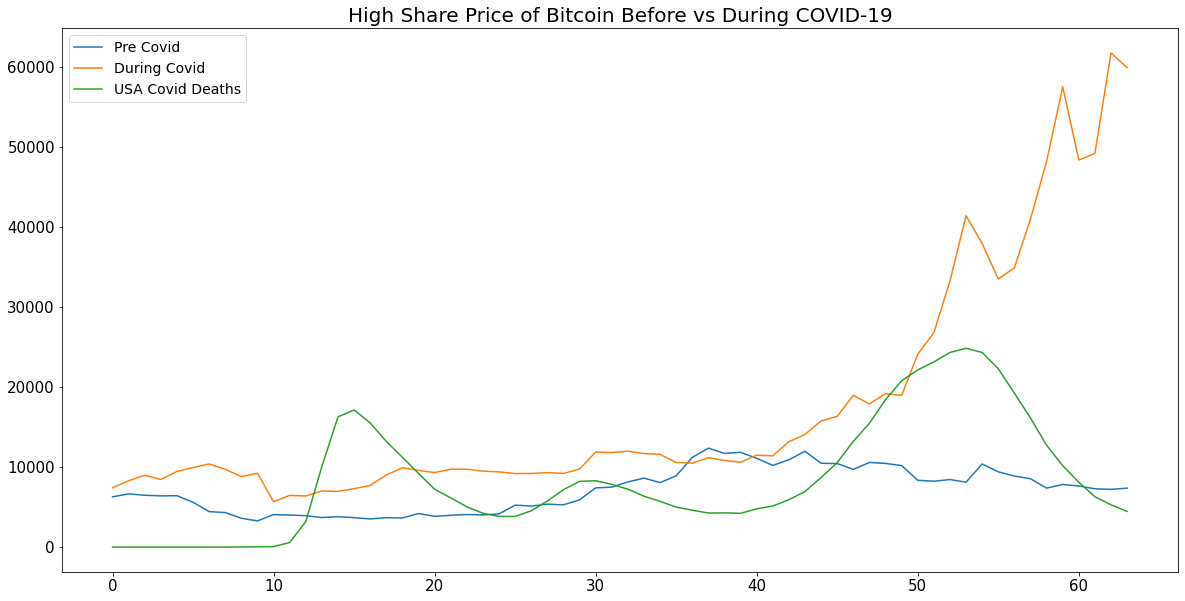 High Share Price of Bitcoin Before vs During COVID-19
Pre Covid
During Covid
USA Covid Deaths
60000
50000
40000
30000
20000
10000
0
0 10 20 30 40 50 60